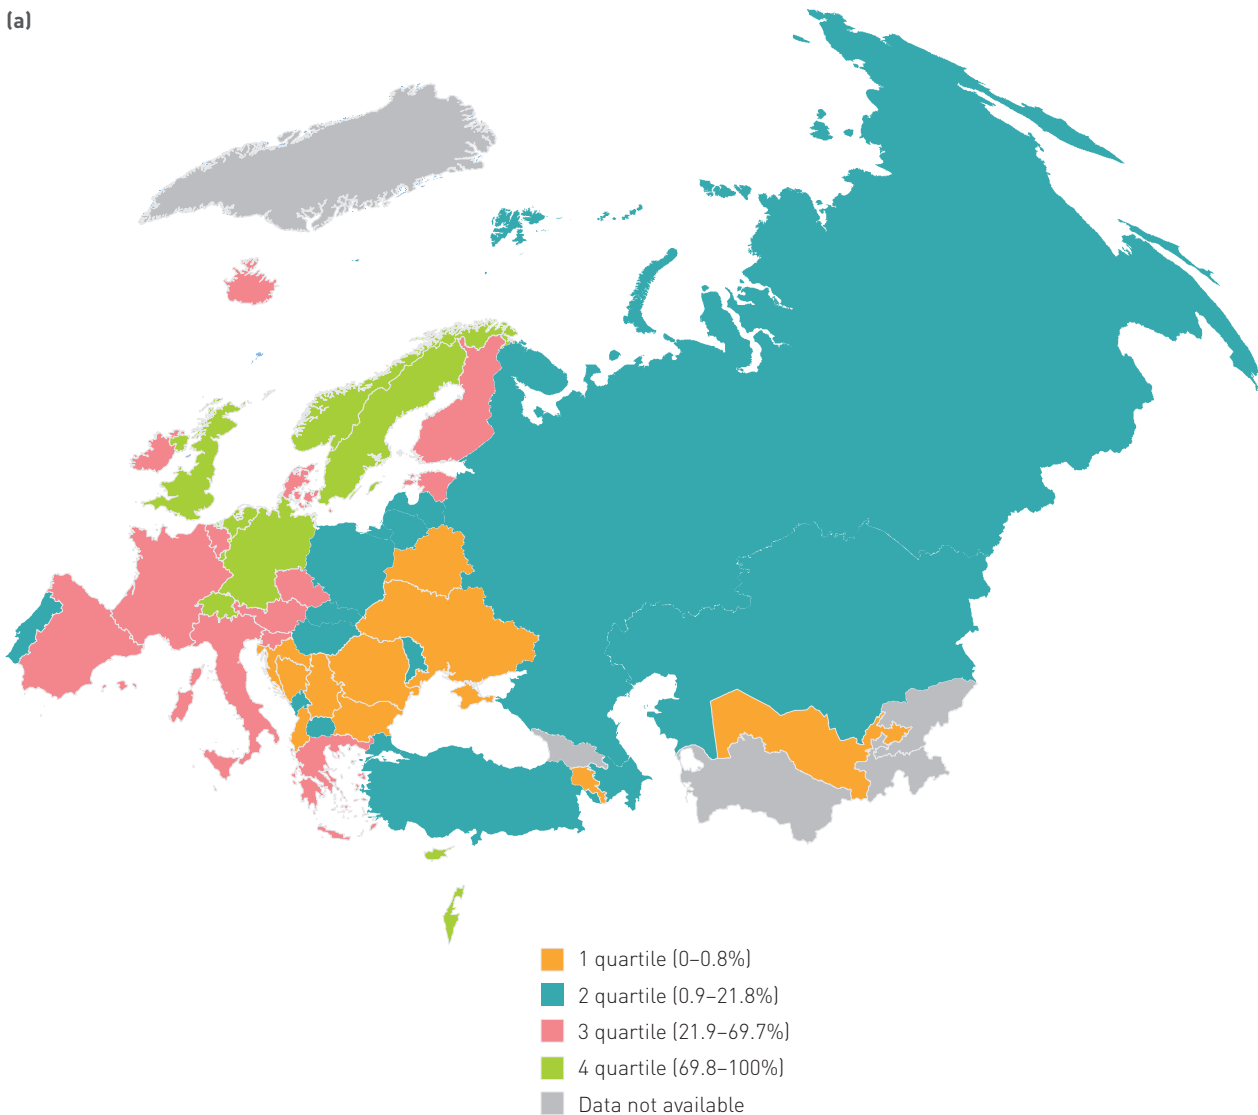 (a)
1 quartile (0–0.8%)
2 quartile (0.9–21.8%)
3 quartile (21.9–69.7%)
4 quartile (69.8–100%)
Data not available